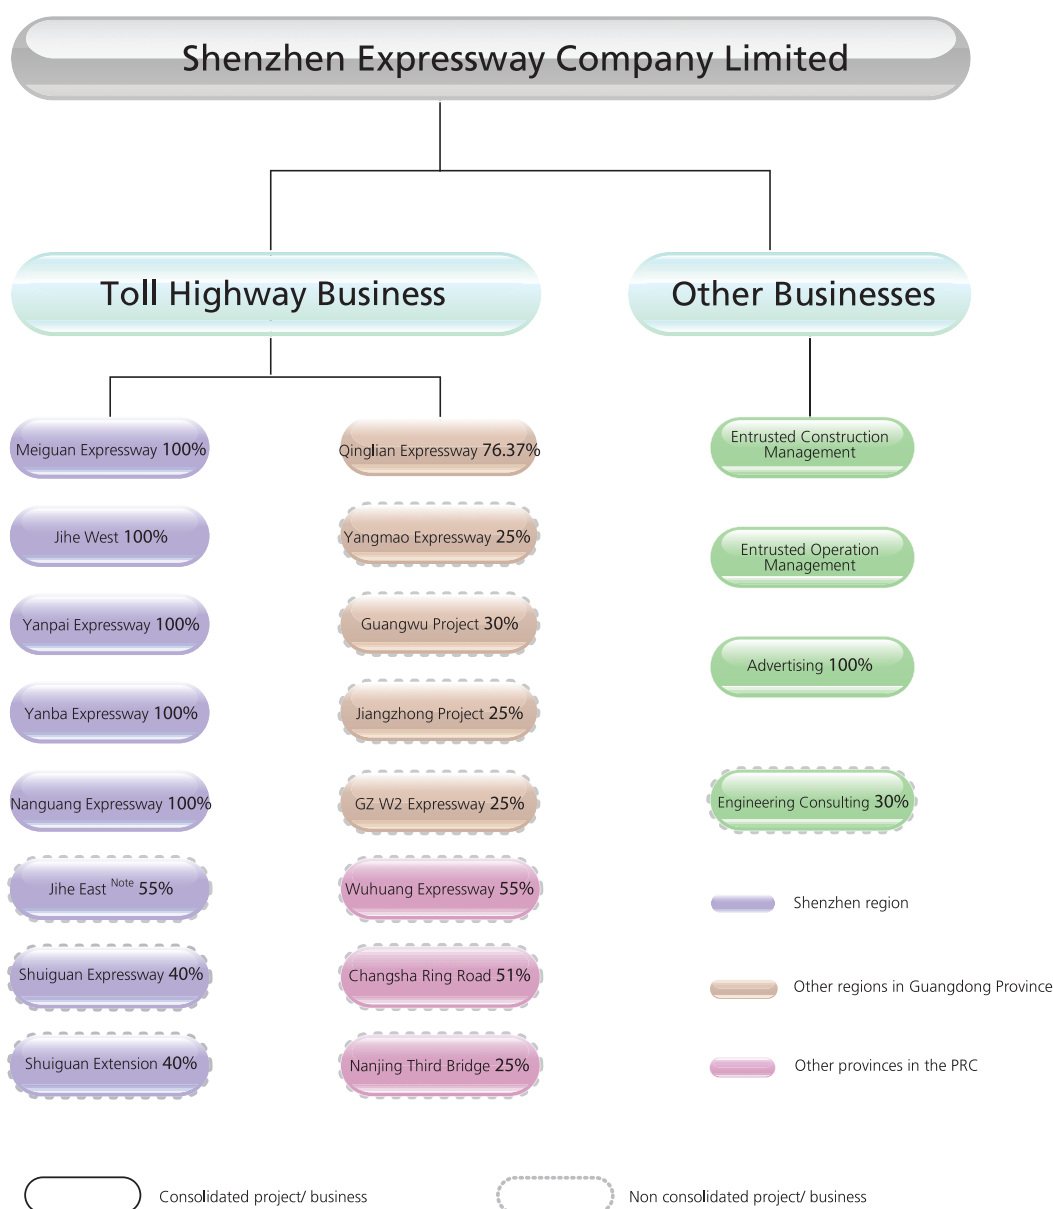 Shenzhen Expressway Company Limited
Toll Highway Business
Other Businesses
Meiguan Expressway 100%
Jihe West 100%
Yanpai Expressway 100%
Yanba Expressway 100%
Nanguang Expressway 100%
Jihe East Note 55%
Shuiguan Expressway 40%
Shuiguan Extension 40%
Qinglian Expressway 76.37%
Yangmao Expressway 25%
Guangwu Project 30%
Jiangzhong Project 25%
GZ W2 Expressway 25%
Wuhuang Expressway 55%
Changsha Ring Road 51%
Nanjing Third Bridge 25%
Entrusted Construction
Management
Entrusted Operation
Management
Advertising 100%
Engineering Consulting 30%
Shenzhen region
Other regions in Guangdong Province
Other provinces in the PRC
Consolidated project/ business
Non consolidated project/ business